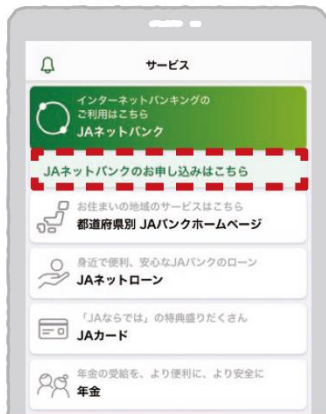 サービス
インターネットバンキングの
ご利用はこちら
JAネットバンク
JAネットバンクのお申し込みはこちら
お住まいの地域のサービスはこちら
都道府県別 JAバンクホームページ
身近で便利、安心なJAバンクのローン
JAネットローン
「JAならでは」の特典盛りだくさん
JAカード
年金の受給を、より便利に、より安全に
年金